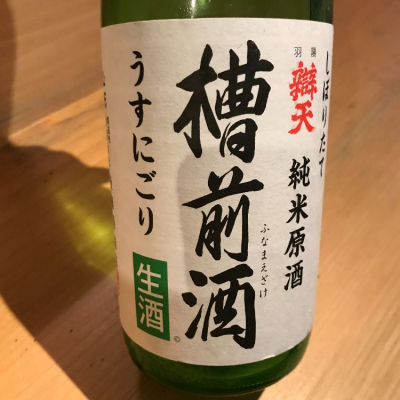 しぼりたて
羽陽
辯天
純米原酒
槽前酒
ふなまえざけ
うすにごり
生酒
©